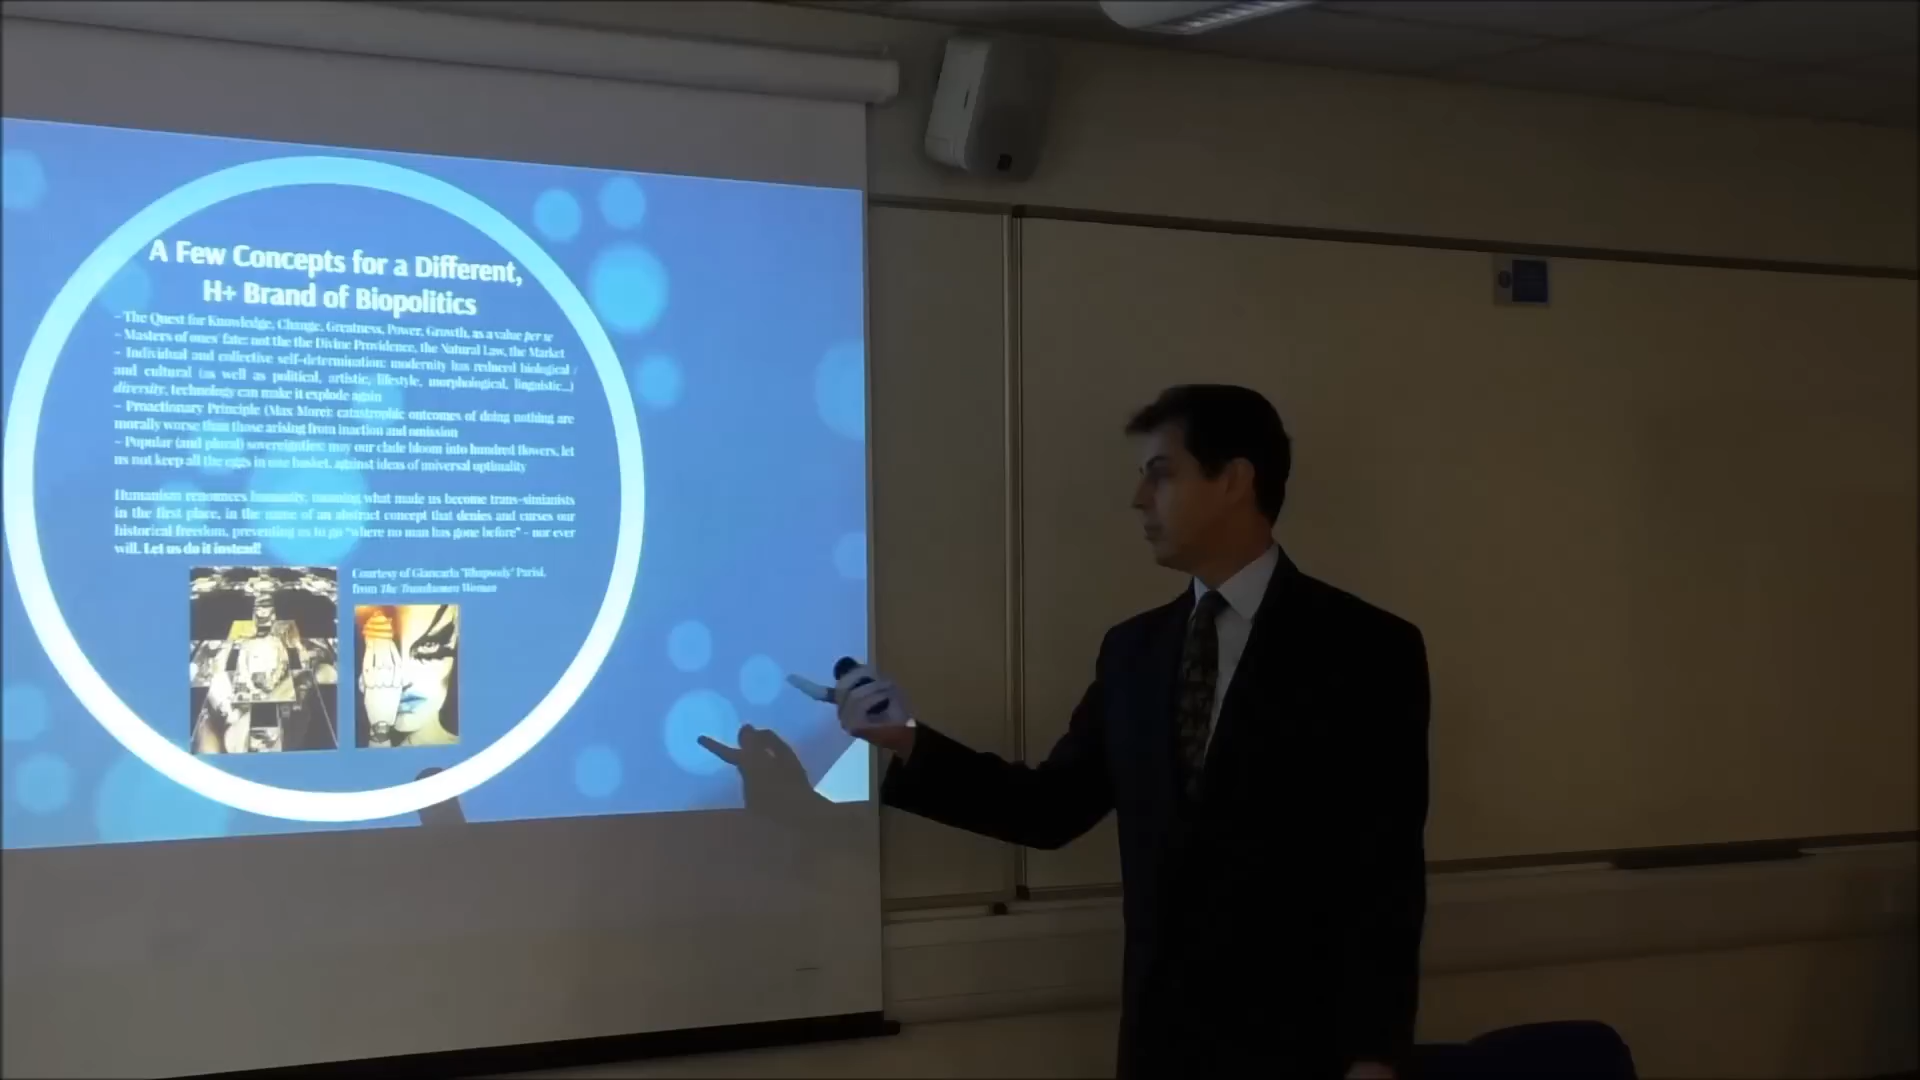 A Few Concepts for a Different,
H+ Brand of Biopolitics
- The Quest for Knowledge, Change, Greatness, Power, Growth, as a value per se
- Masters of ones' fate: not the the Divine Providence, the Natural Law, the Market
- Individual and collective self-determination: modernity has reduced biological /
and cultural (as well as political, artistic, lifestyle, morphological, linguistic...)
diversity, technology can make it explode again
- Proactionary Principle (Max More): catastrophic outcomes of doing nothing are
morally worse than those arising from inaction and omission
- Popular (and plural) sovereignties: may our clade bloom into hundred flowers, let
us not keep all the eggs in one basket, against ideas of universal optimality
Humanism renounces humanity, meaning what made us become trans-simianists
in the first place, in the name of an abstract concept that denies and curses our
historical freedom, preventing us to go "where no man has gone before" - nor ever
will. Let us do it instead!
Courtesy of Giancarla "Rhapsody" Parisi,
from The Transhuman Woman